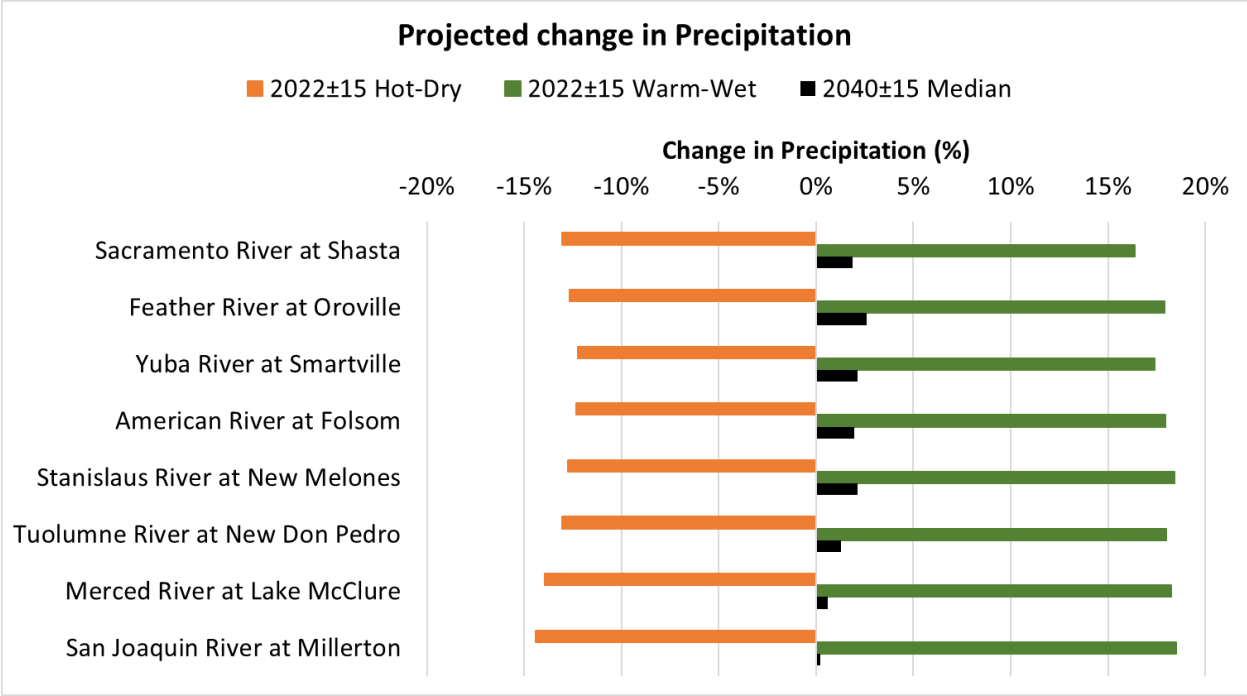 Projected change in Precipitation
2022±15 Hot-Dry 2022±15 Warm-Wet 2040±15 Median
Change in Precipitation (%)
-20% -15% -10% -5% 0% 5% 10% 15% 20%
Sacramento River at Shasta
Feather River at Oroville
Yuba River at Smartville
American River at Folsom
Stanislaus River at New Melones
Tuolumne River at New Don Pedro
Merced River at Lake McClure
San Joaquin River at Millerton